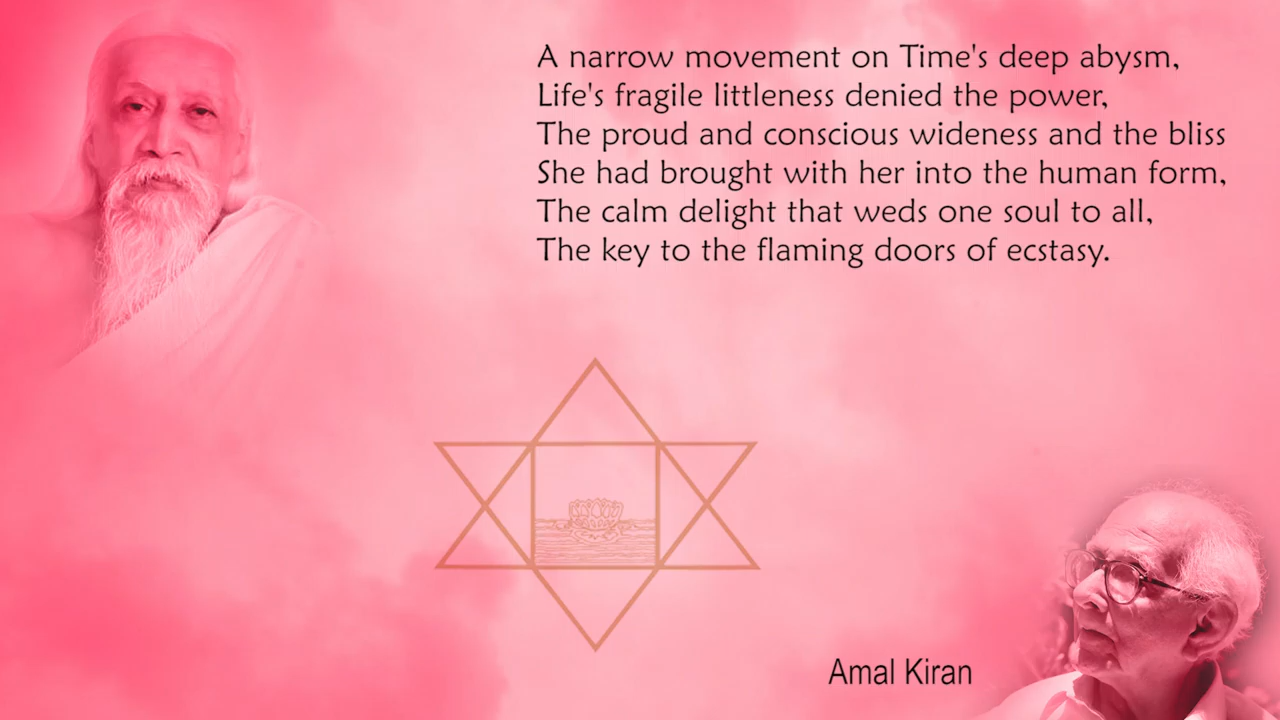 A narrow movement on Time's deep abysm,
Life's fragile littleness denied the power,
The proud and conscious wideness and the bliss
She had brought with her into the human form,
The calm delight that weds one soul to all,
The key to the flaming doors of ecstasy.
Amal Kiran